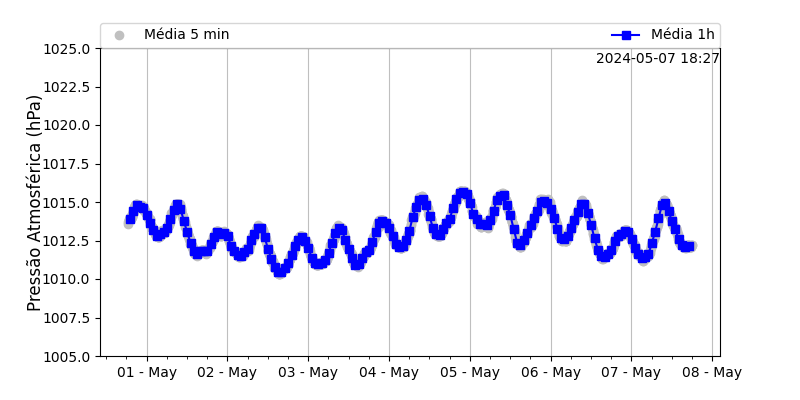 Média 5 min
Média 1h
2024-05-07 18:27
Pressão Atmosférica (hPa)
1025.0
1022.5
1020.0
1017.5
1015.0
1012.5
1010.0
1007.5
1005.0
01 - May
02 - May
03 - May
04 - May
05 - May
06 - May
07 - May
08 - May